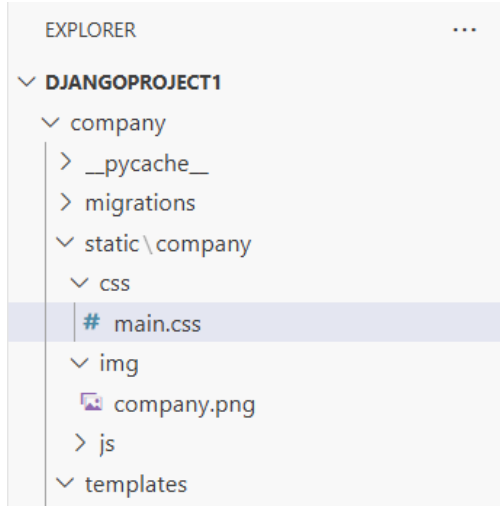 EXPLORER ...
DJANGOPROJECT1
company
__pycache__
migrations
static\company
css
# main.css
img
company.png
js
templates